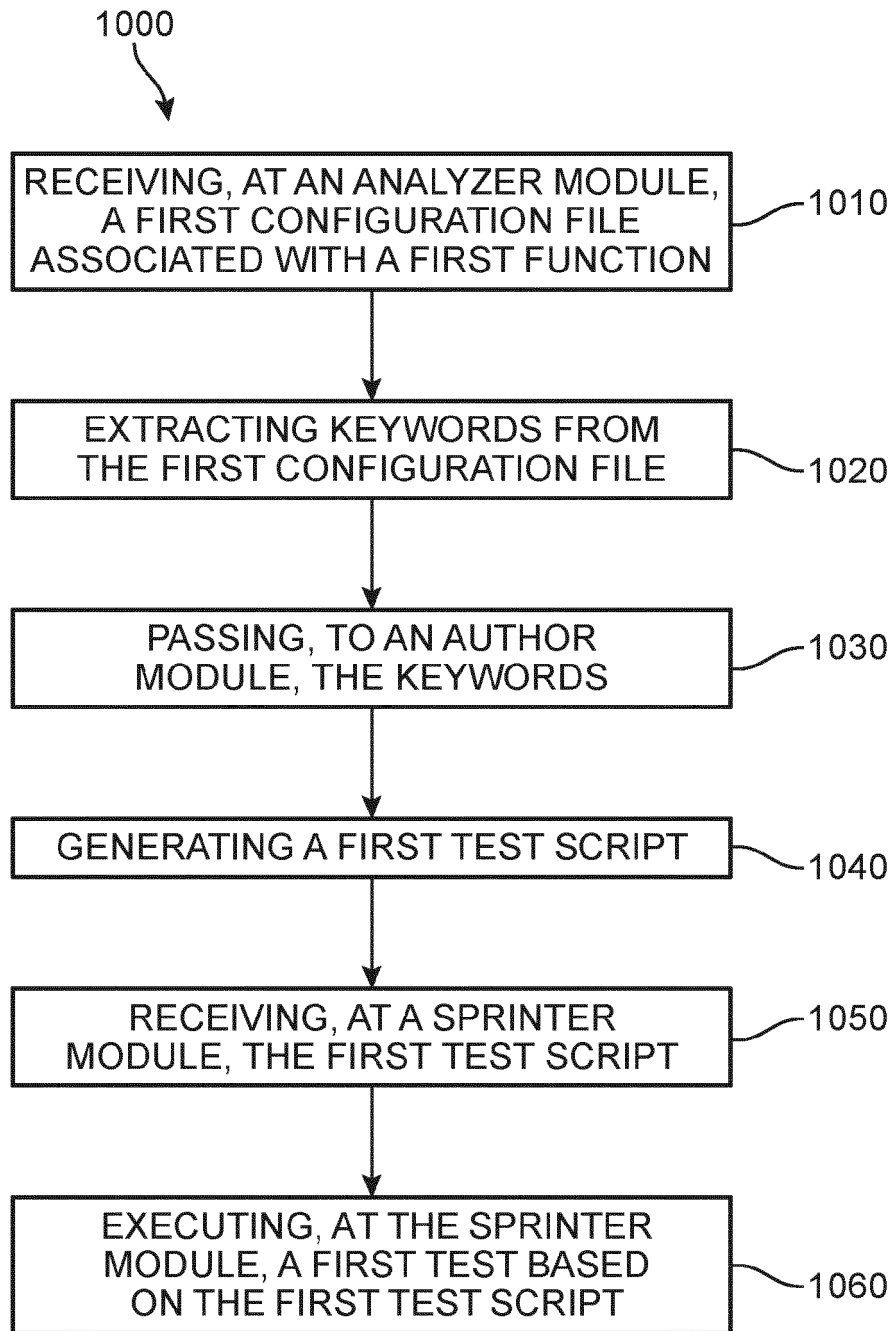 1000
RECEIVING, AT AN ANALYZER MODULE,
A FIRST CONFIGURATION FILE
ASSOCIATED WITH A FIRST FUNCTION
1010
EXTRACTING KEYWORDS FROM
THE FIRST CONFIGURATION FILE
1020
PASSING, TO AN AUTHOR
MODULE, THE KEYWORDS
1030
GENERATING A FIRST TEST SCRIPT
1040
RECEIVING, AT A SPRINTER
MODULE, THE FIRST TEST SCRIPT
1050
EXECUTING, AT THE SPRINTER
MODULE, A FIRST TEST BASED
ON THE FIRST TEST SCRIPT
1060